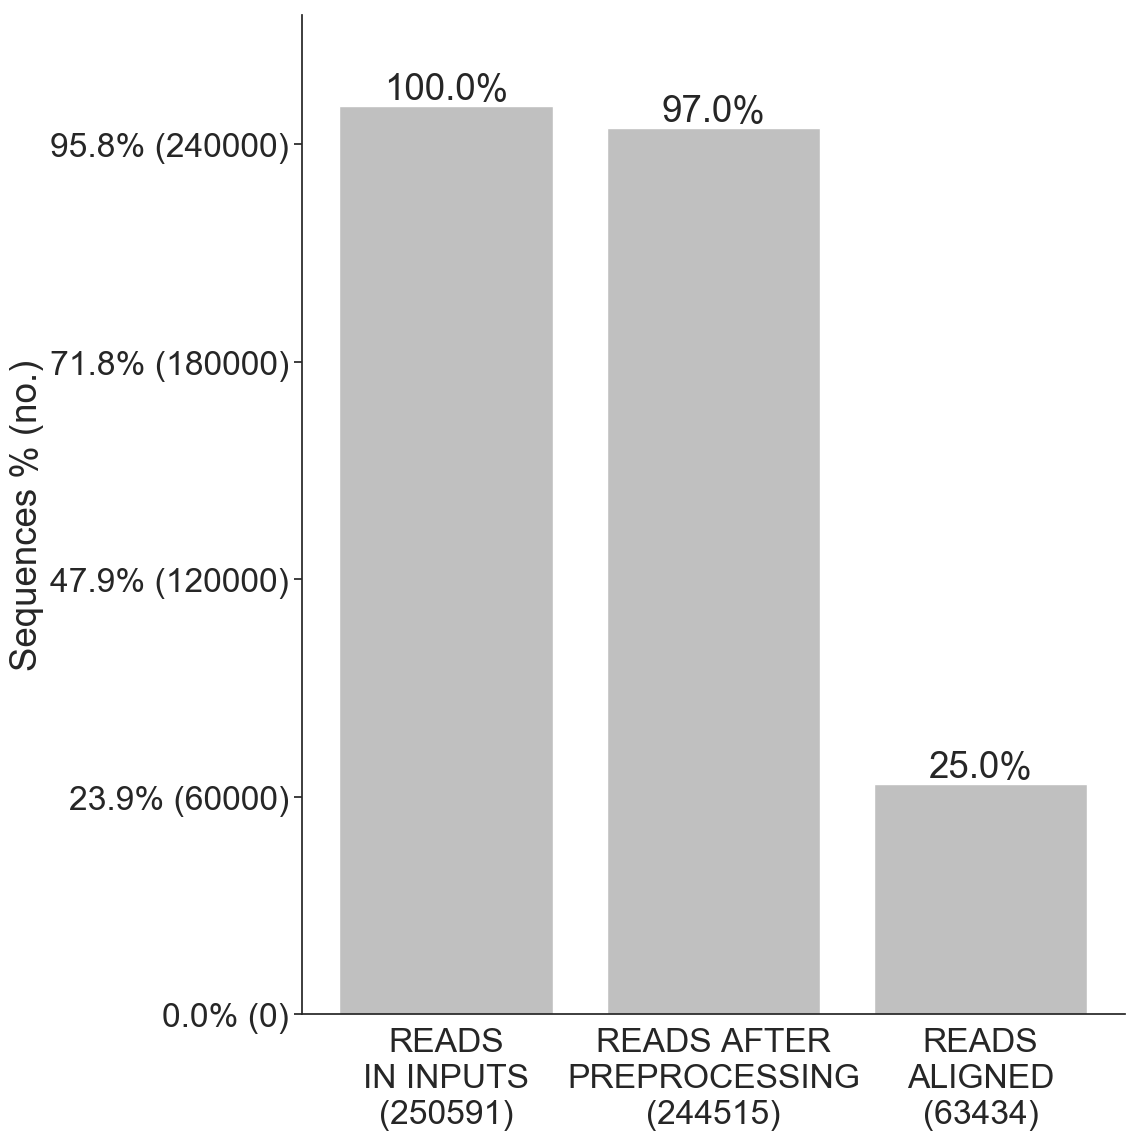 100.0%
97.0%
25.0%
Sequences % (no.)
95.8% (240000)
71.8% (180000)
47.9% (120000)
23.9% (60000)
0.0% (0)
READS
IN INPUTS
(250591)
READS AFTER
PREPROCESSING
(244515)
READS
ALIGNED
(63434)